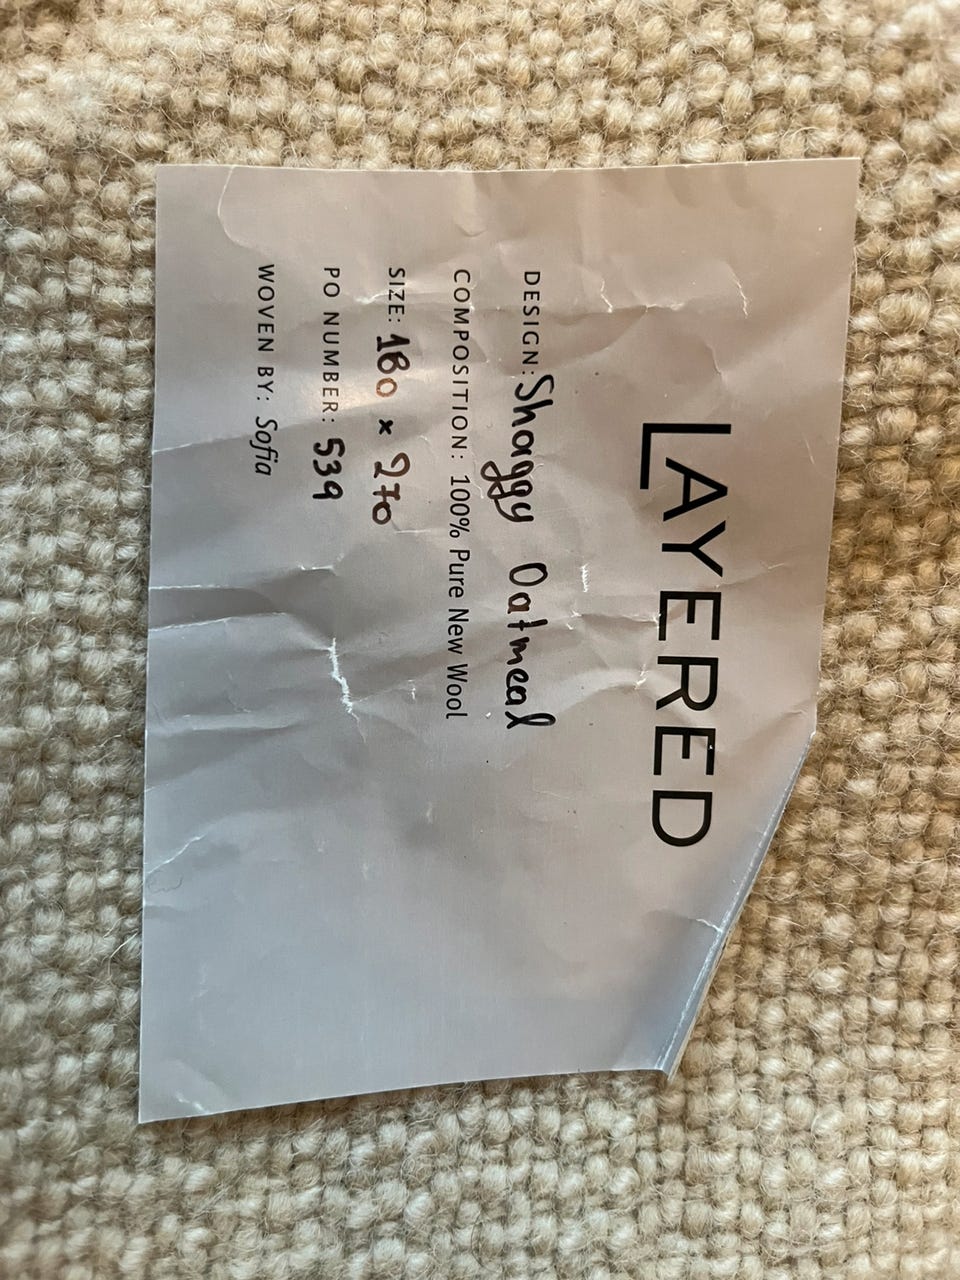 LAYERED
DESIGN: Shaggy Oatmeal
COMPOSITION: 100% Pure New Wool
SIZE: 180 x 270
PO NUMBER: 539
WOVEN BY: Sofia